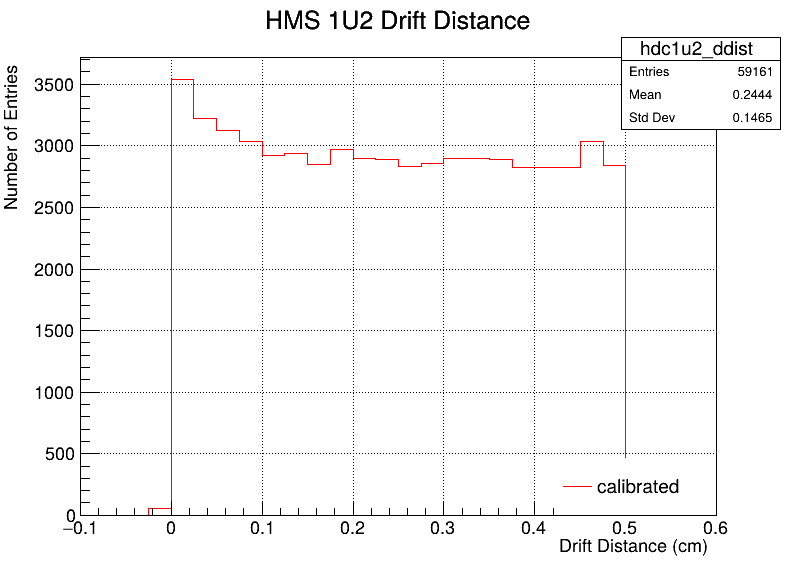 HMS 1U2 Drift Distance
hdc1u2_ddist
Entries 59161
Mean 0.2444
Std Dev 0.1465
Number of Entries
3500
3000
2500
2000
1500
1000
500
0
−0.1 0 0.1 0.2 0.3 0.4 0.5 0.6
calibrated
Drift Distance (cm)